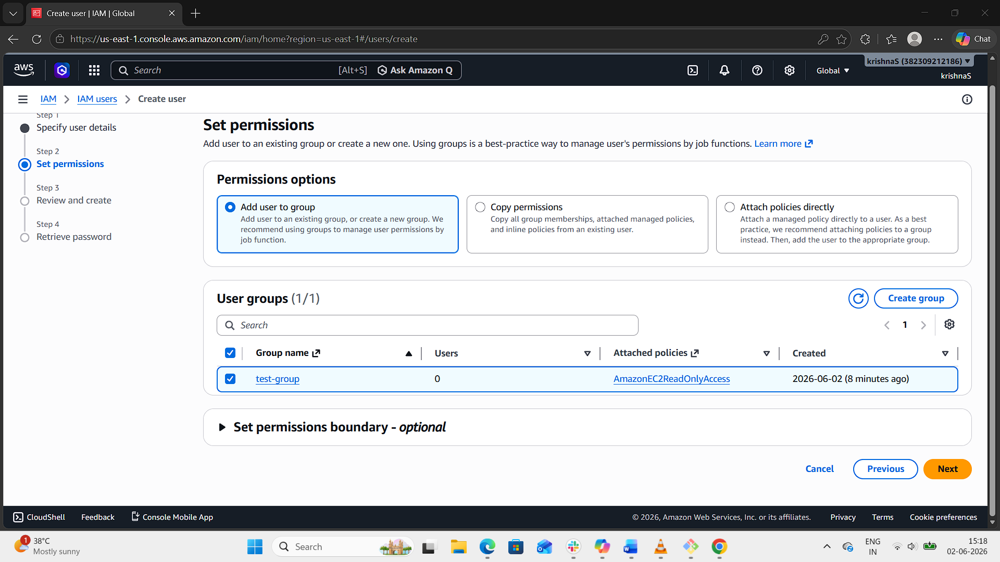 Create user | IAM | Global
https://us-east-1.console.aws.amazon.com/iam/home?region=us-east-1#/users/create
Chat
aws
Search
[Alt+S]
Ask Amazon Q
Global
krishnaS (382309212186)
krishnaS
IAM
IAM users
Create user
Step 1
Specify user details
Step 2
Set permissions
Step 3
Review and create
Step 4
Retrieve password
Set permissions
Add user to an existing group or create a new one. Using groups is a best-practice way to manage user's permissions by job functions. Learn more
Permissions options
Add user to group
Add user to an existing group, or create a new group. We
recommend using groups to manage user permissions by
job function.
Copy permissions
Copy all group memberships, attached managed policies,
and inline policies from an existing user.
Attach policies directly
Attach a managed policy directly to a user. As a best
practice, we recommend attaching policies to a group
instead. Then, add the user to the appropriate group.
User groups (1/1)
Create group
Search
1
Group name
Users
Attached policies
Created
test-group
0
AmazonEC2ReadOnlyAccess
2026-06-02 (8 minutes ago)
Set permissions boundary - optional
Cancel
Previous
Next
CloudShell
Feedback
Console Mobile App
© 2026, Amazon Web Services, Inc. or its affiliates.
Privacy
Terms
Cookie preferences
1
38°C
Mostly sunny
Search
ENG
IN
15:18
02-06-2026